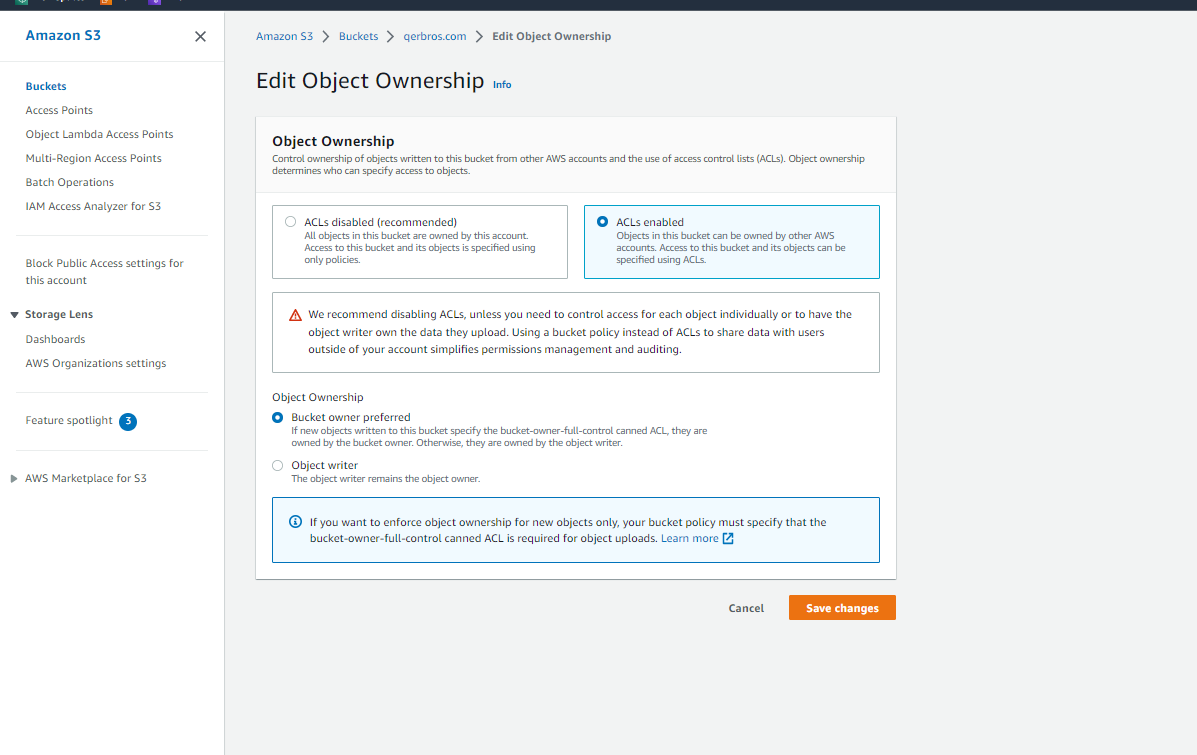 Amazon S3
Amazon S3 > Buckets > qerbros.com > Edit Object Ownership
Edit Object Ownership Info
Buckets
Access Points
Object Lambda Access Points
Multi-Region Access Points
Batch Operations
IAM Access Analyzer for S3
Block Public Access settings for
this account
Storage Lens
Dashboards
AWS Organizations settings
Feature spotlight 3
AWS Marketplace for S3
Object Ownership
Control ownership of objects written to this bucket from other AWS accounts and the use of access control lists (ACLs). Object ownership
determines who can specify access to objects.
ACLs disabled (recommended)
All objects in this bucket are owned by this account.
Access to this bucket and its objects is specified using
only policies.
ACLs enabled
Objects in this bucket can be owned by other AWS
accounts. Access to this bucket and its objects can be
specified using ACLs.
We recommend disabling ACLs, unless you need to control access for each object individually or to have the
object writer own the data they upload. Using a bucket policy instead of ACLs to share data with users
outside of your account simplifies permissions management and auditing.
Object Ownership
Bucket owner preferred
If new objects written to this bucket specify the bucket-owner-full-control canned ACL, they are
owned by the bucket owner. Otherwise, they are owned by the object writer.
Object writer
The object writer remains the object owner.
If you want to enforce object ownership for new objects only, your bucket policy must specify that the
bucket-owner-full-control canned ACL is required for object uploads. Learn more
Cancel
Save changes